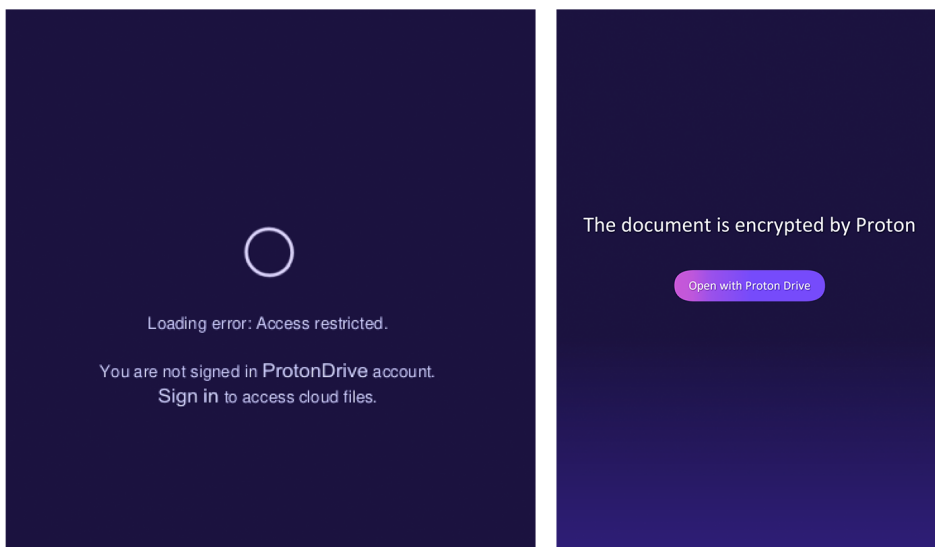 Loading error: Access restricted.
You are not signed in ProtonDrive account.
Sign in to access cloud files.
The document is encrypted by Proton
Open with Proton Drive